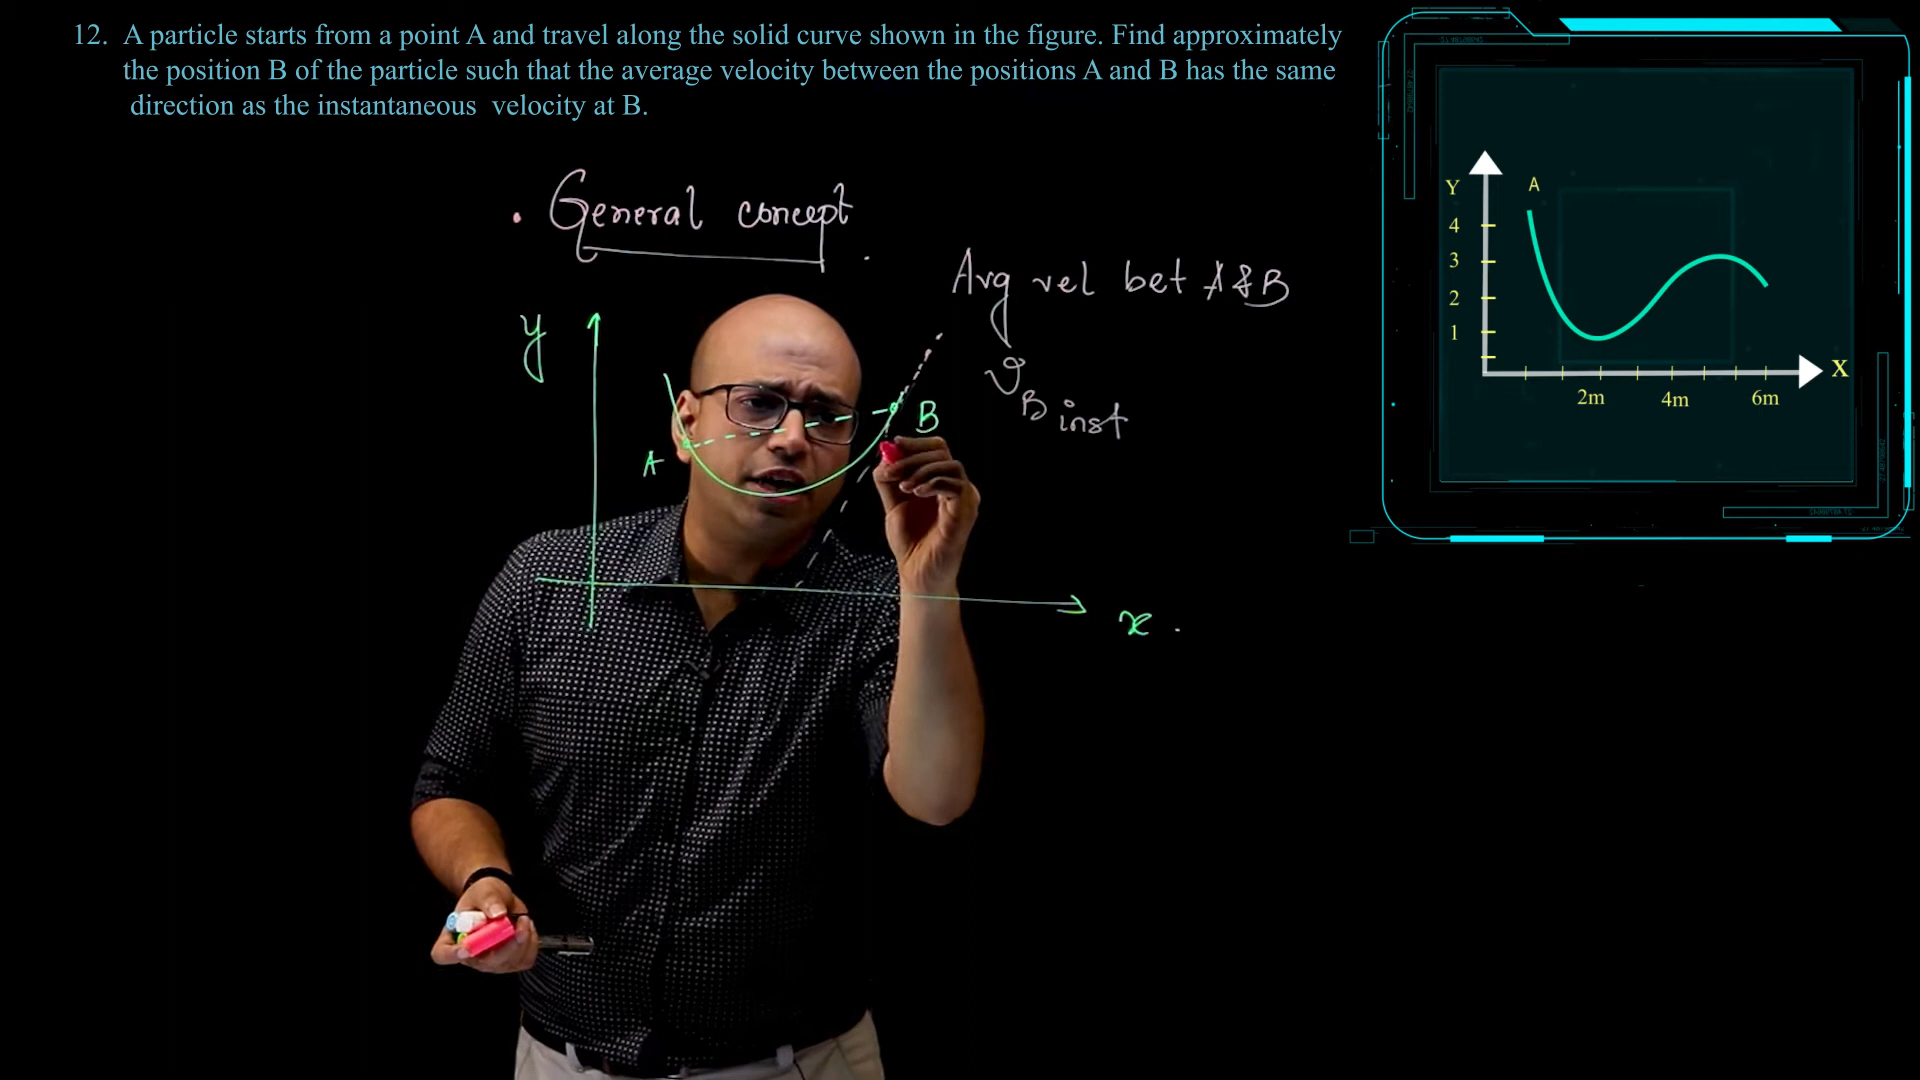 12. A particle starts from a point A and travel along the solid curve shown in the figure. Find approximately
the position B of the particle such that the average velocity between the positions A and B has the same
direction as the instantaneous velocity at B.
. General concept .
Avg vel bet A & B
y
B
A
v B inst
x .
Y
A
4
3
2
1
X
2m
4m
6m